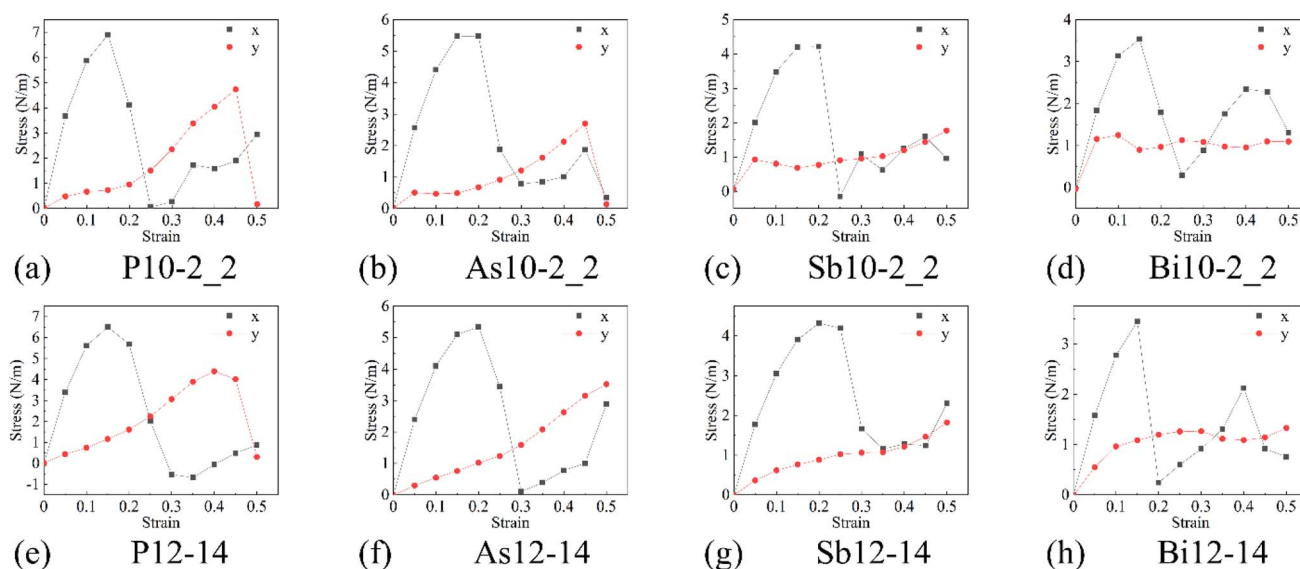 x
y
Stress (N/m)
7
6
5
4
3
2
1
0
0 0.1 0.2 0.3 0.4 0.5
Strain
(a) P10-2_2
x
y
Stress (N/m)
6
5
4
3
2
1
0
0 0.1 0.2 0.3 0.4 0.5
Strain
(b) As10-2_2
x
y
Stress (N/m)
5
4
3
2
1
0
0 0.1 0.2 0.3 0.4 0.5
Strain
(c) Sb10-2_2
x
y
Stress (N/m)
4
3
2
1
0
0 0.1 0.2 0.3 0.4 0.5
Strain
(d) Bi10-2_2
x
y
Stress (N/m)
7
6
5
4
3
2
1
0
-1
0 0.1 0.2 0.3 0.4 0.5
Strain
(e) P12-14
x
y
Stress (N/m)
6
5
4
3
2
1
0
0 0.1 0.2 0.3 0.4 0.5
Strain
(f) As12-14
x
y
Stress (N/m)
4
3
2
1
0
0 0.1 0.2 0.3 0.4 0.5
Strain
(g) Sb12-14
x
y
Stress (N/m)
3
2
1
0
0 0.1 0.2 0.3 0.4 0.5
Strain
(h) Bi12-14